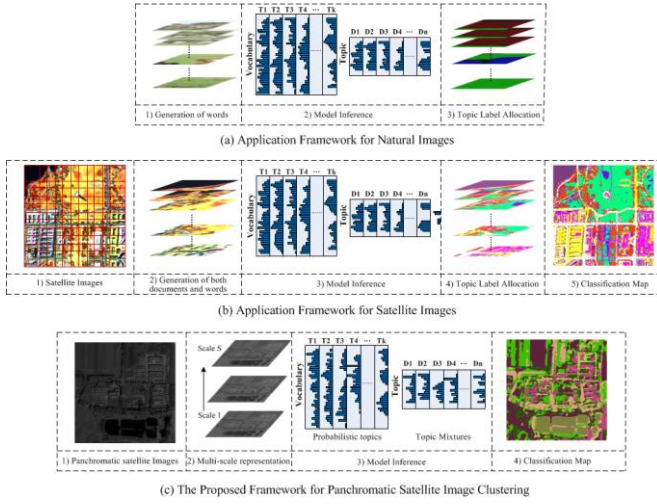 T1 T2 T3 T4 ··· Tk
Vocabulary
Topic
D1 D2 D3 D4 ··· Dn
1) Generation of words
2) Model Inference
3) Topic Label Allocation
(a) Application Framework for Natural Images
T1 T2 T3 T4 ··· Tk
Vocabulary
Topic
D1 D2 D3 D4 ··· Dn
1) Satellite Images
2) Generation of both
documents and words
3) Model Inference
4) Topic Label Allocation
5) Classification Map
(b) Application Framework for Satellite Images
Scale S
Scale 1
T1 T2 T3 T4 ··· Tk
Vocabulary
Probabilistic topics
Topic
D1 D2 D3 D4 ··· Dn
Topic Mixtures
1) Panchromatic satellite Images
2) Multi-scale representation
3) Model Inference
4) Classification Map
(c) The Proposed Framework for Panchromatic Satellite Image Clustering